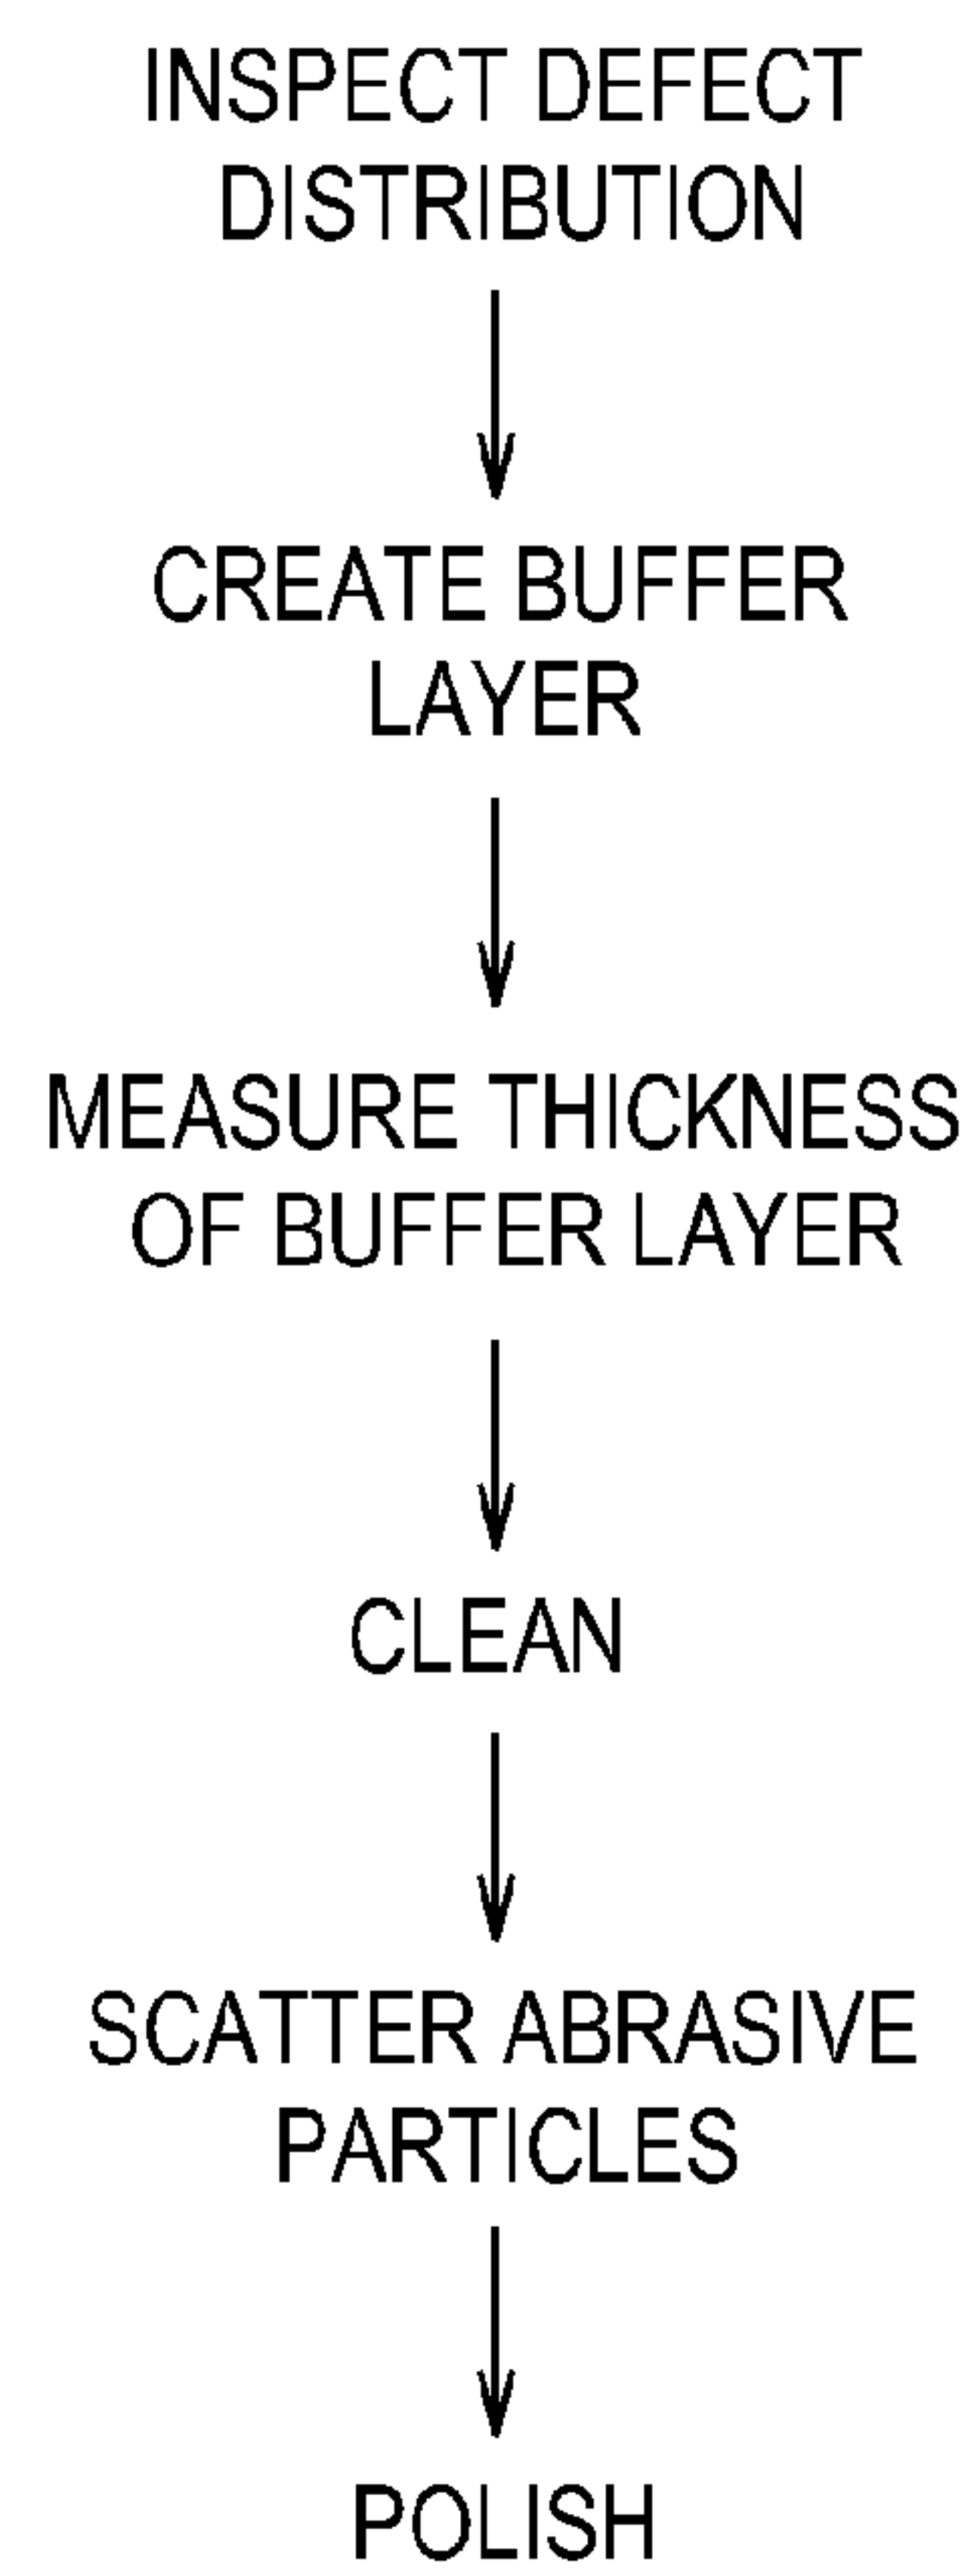 INSPECT DEFECT
DISTRIBUTION
CREATE BUFFER
LAYER
MEASURE THICKNESS
OF BUFFER LAYER
CLEAN
SCATTER ABRASIVE
PARTICLES
POLISH